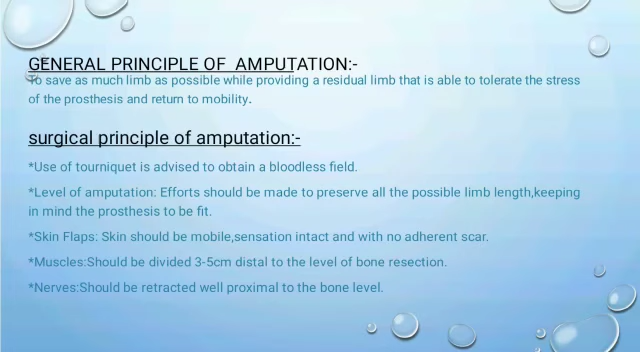 GENERAL PRINCIPLE OF  AMPUTATION:-
To save as much limb as possible while providing a residual limb that is able to tolerate the stress
of the prosthesis and return to mobility.
surgical principle of amputation:-
*Use of tourniquet is advised to obtain a bloodless field.
*Level of amputation: Efforts should be made to preserve all the possible limb length,keeping
in mind the prosthesis to be fit.
*Skin Flaps: Skin should be mobile,sensation intact and with no adherent scar.
*Muscles:Should be divided 3-5cm distal to the level of bone resection.
*Nerves:Should be retracted well proximal to the bone level.